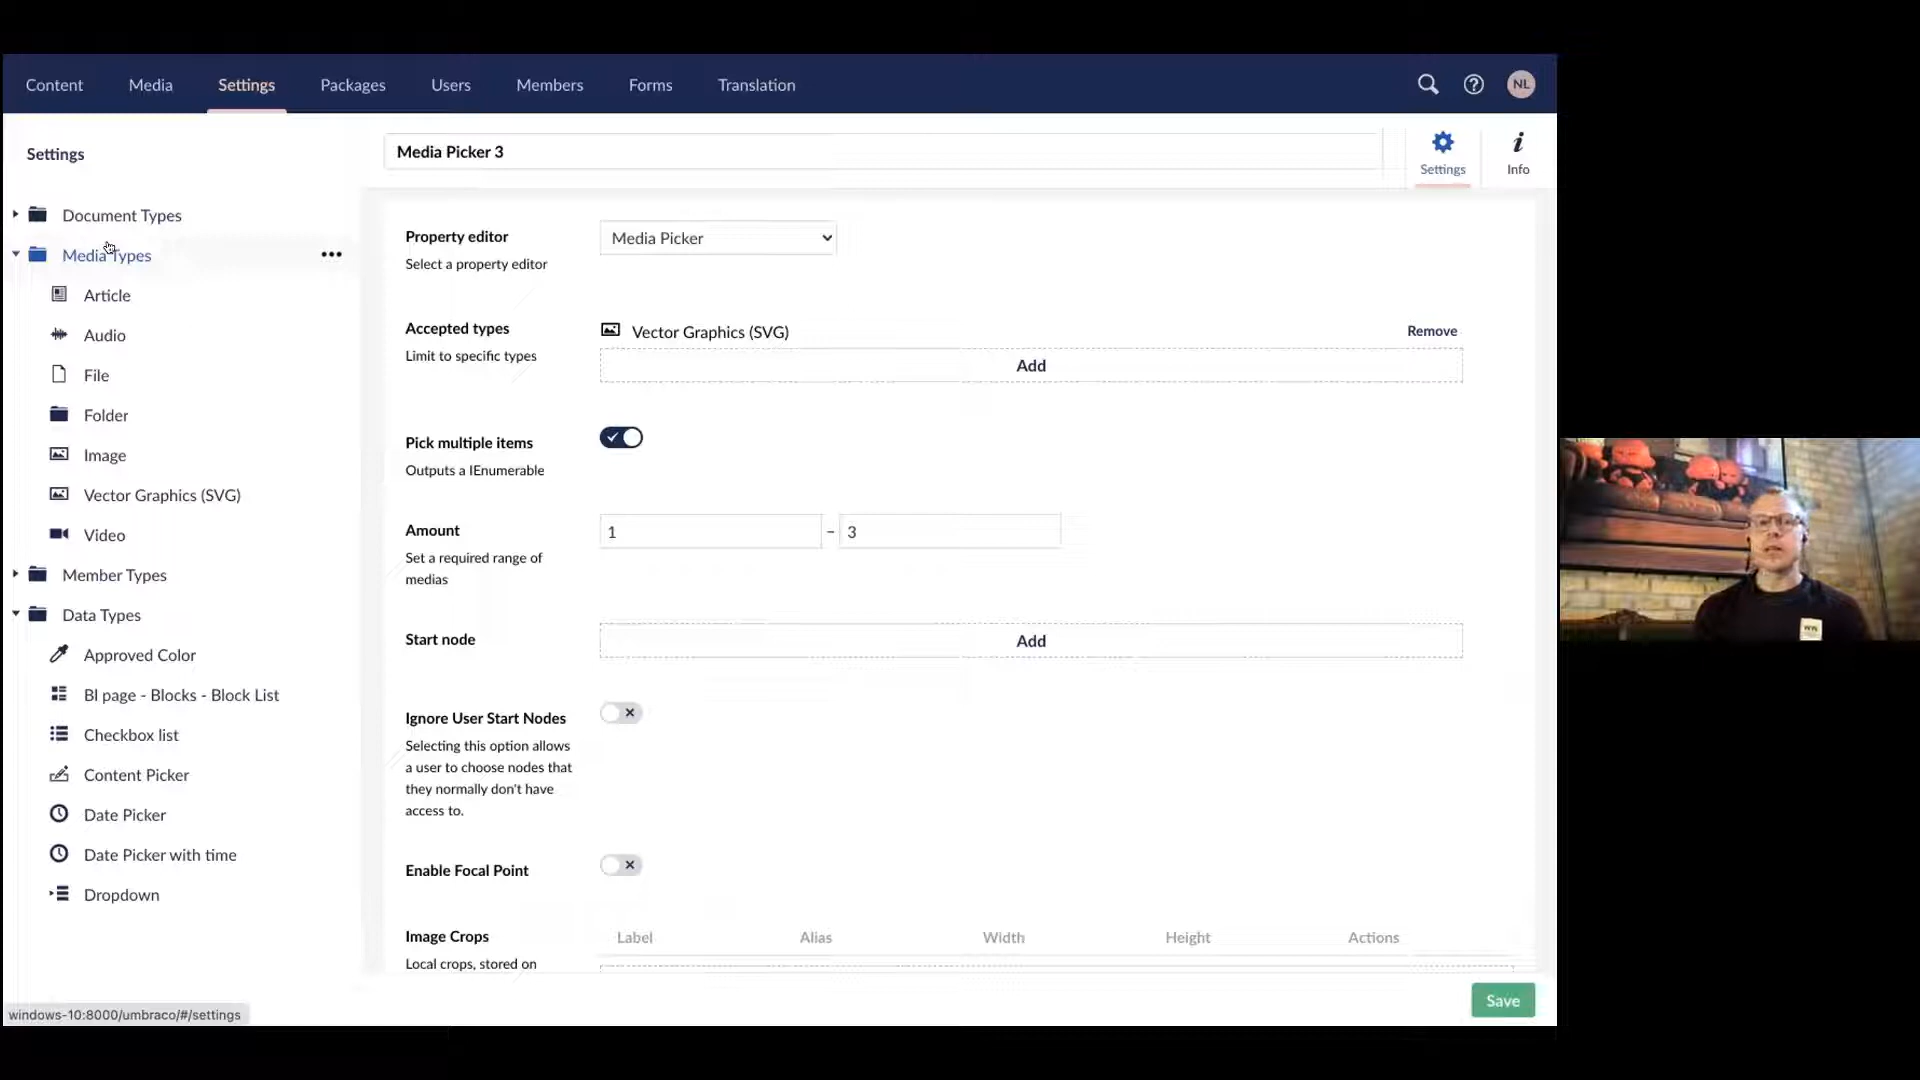 Content Media Settings Packages Users Members Forms Translation NL
Settings
Document Types
Media Types
Article
Audio
File
Folder
Image
Vector Graphics (SVG)
Video
Member Types
Data Types
Approved Color
Bl page - Blocks - Block List
Checkbox list
Content Picker
Date Picker
Date Picker with time
Dropdown
windows-10:8000/umbraco/#/settings
Media Picker 3
Settings Info
Property editor
Select a property editor
Media Picker
Accepted types
Limit to specific types
Vector Graphics (SVG) Remove
Add
Pick multiple items
Outputs a IEnumerable
Amount
Set a required range of
medias
1 – 3
Start node
Add
Ignore User Start Nodes
Selecting this option allows
a user to choose nodes that
they normally don't have
access to.
Enable Focal Point
Image Crops
Local crops, stored on
Label Alias Width Height Actions
Save